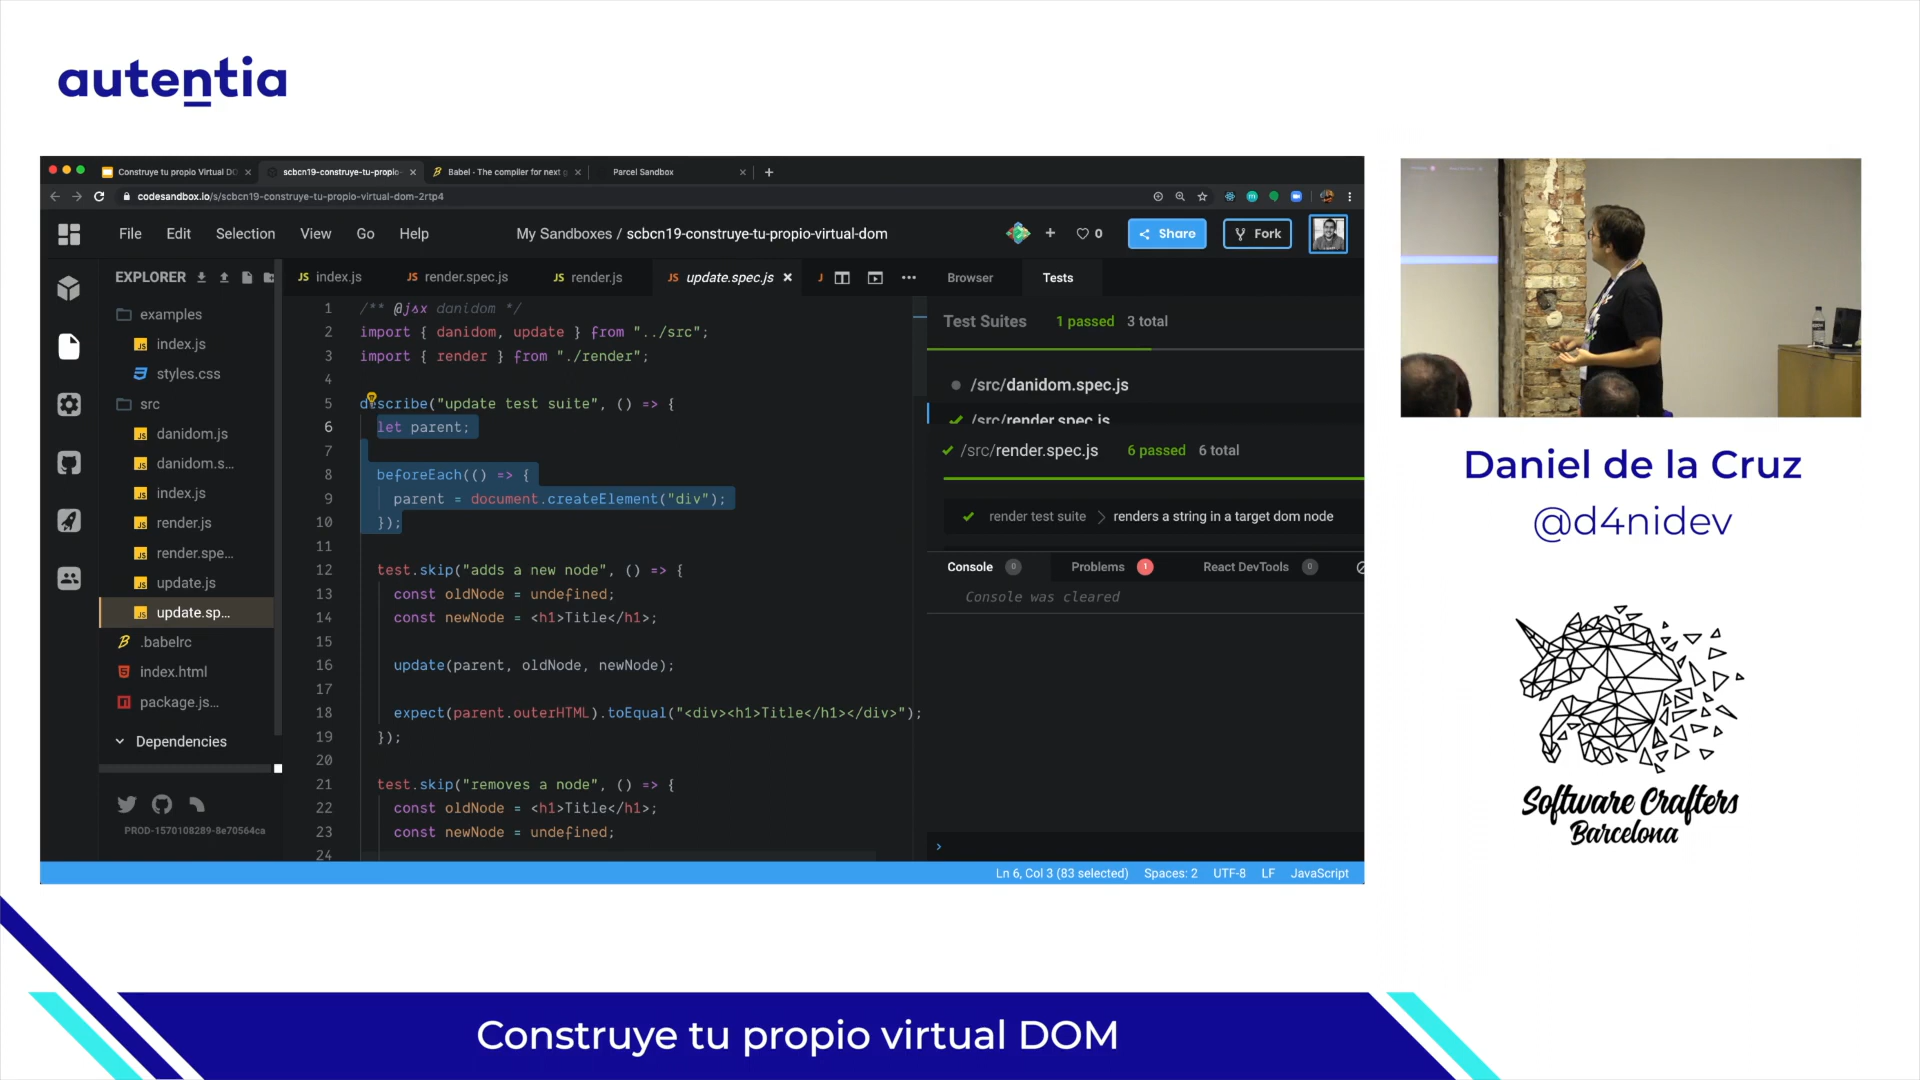 autentia
Construye tu propio Virtual DO
scbcn19-construye-tu-propio-
Babel · The compiler for next g
Parcel Sandbox
codesandbox.io/s/scbcn19-construye-tu-propio-virtual-dom-2rtp4
File Edit Selection View Go Help
My Sandboxes / scbcn19-construye-tu-propio-virtual-dom
0
Share
Fork
EXPLORER
examples
index.js
styles.css
src
danidom.js
danidom.s...
index.js
render.js
render.spe...
update.js
update.sp...
.babelrc
index.html
package.js...
Dependencies
PROD-1570108289-8e70564ca
JS index.js
JS render.spec.js
JS render.js
JS update.spec.js
J
1 /** @jsx danidom */
2 import { danidom, update } from "../src";
3 import { render } from "./render";
4
5 describe("update test suite", () => {
6 let parent;
7
8 beforeEach(() => {
9 parent = document.createElement("div");
10 });
11
12 test.skip("adds a new node", () => {
13 const oldNode = undefined;
14 const newNode = <h1>Title</h1>;
15
16 update(parent, oldNode, newNode);
17
18 expect(parent.outerHTML).toEqual("<div><h1>Title</h1></div>");
19 });
20
21 test.skip("removes a node", () => {
22 const oldNode = <h1>Title</h1>;
23 const newNode = undefined;
24
Browser
Tests
Test Suites 1 passed 3 total
/src/danidom.spec.js
/src/render.spec.js
/src/render.spec.js 6 passed 6 total
render test suite > renders a string in a target dom node
Console 0
Problems 1
React DevTools 0
Console was cleared
Ln 6, Col 3 (83 selected) Spaces: 2 UTF-8 LF JavaScript
Daniel de la Cruz
@d4nidev
Software Crafters
Barcelona
Construye tu propio virtual DOM